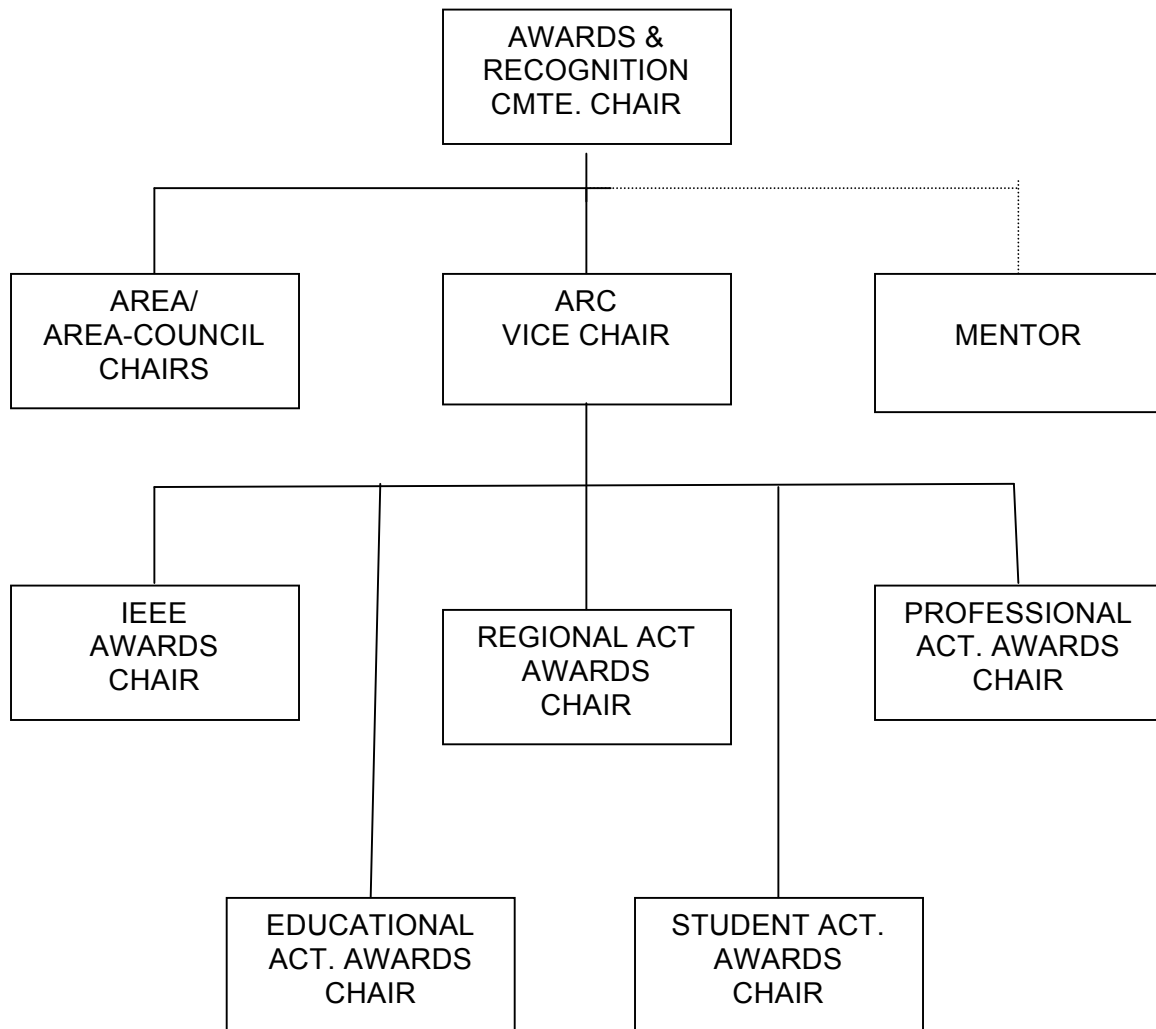 AWARDS &
RECOGNITION
CMTE. CHAIR
AREA/
AREA-COUNCIL
CHAIRS
ARC
VICE CHAIR
MENTOR
IEEE
AWARDS
CHAIR
REGIONAL ACT
AWARDS
CHAIR
PROFESSIONAL
ACT. AWARDS
CHAIR
EDUCATIONAL
ACT. AWARDS
CHAIR
STUDENT ACT.
AWARDS
CHAIR